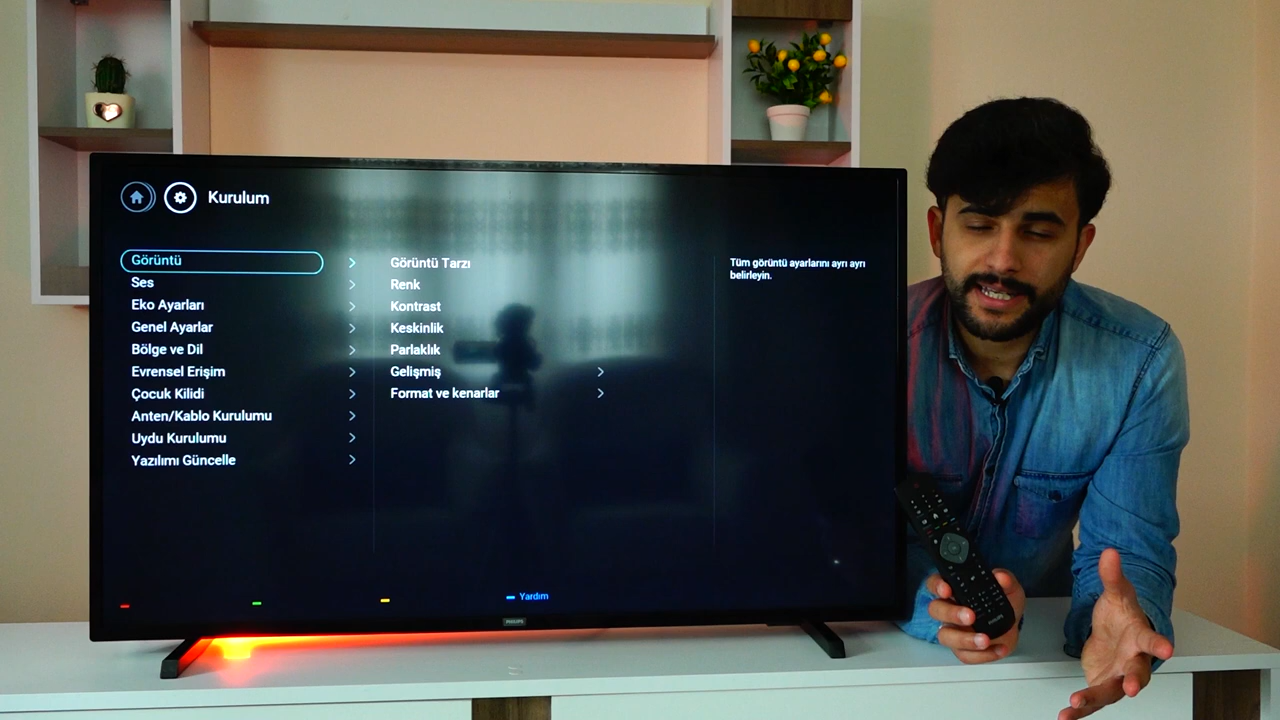 Kurulum
Görüntü
Ses
Eko Ayarları
Genel Ayarlar
Bölge ve Dil
Evrensel Erişim
Çocuk Kilidi
Anten/Kablo Kurulumu
Uydu Kurulumu
Yazılımı Güncelle
Görüntü Tarzı
Renk
Kontrast
Keskinlik
Parlaklık
Gelişmiş
Format ve kenarlar
Tüm görüntü ayarlarını ayrı ayrı
belirleyin.
Yardım
PHILIPS
PHILIPS